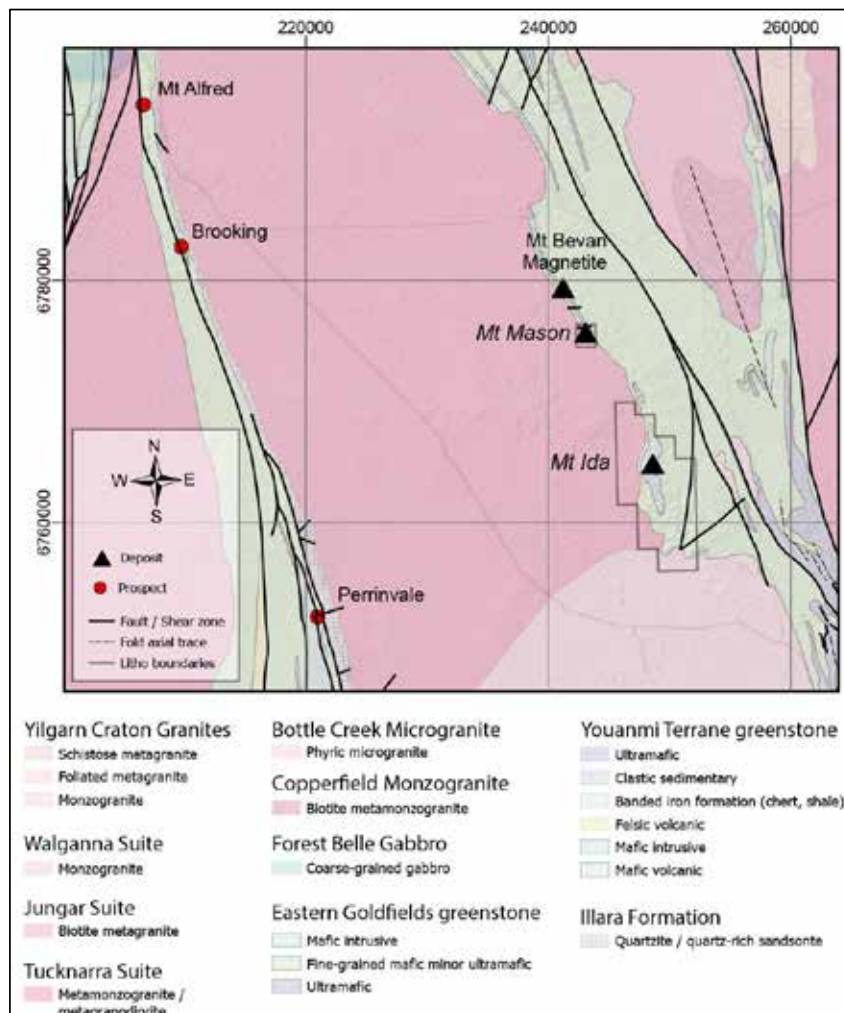 220000 240000 260000
Mt Alfred
Brooking
6780000
Mt Bevan
Magnetite
Mt Mason
Mt Ida
6760000
Perrinvale
N
W E
S
Deposit
Prospect
Fault / Shear zone
Fold axial trace
Litho boundaries
Yilgarn Craton Granites
Schistose metagranite
Foliated metagranite
Monzogranite
Walganna Suite
Monzogranite
Jungar Suite
Biotite metagranite
Tucknarra Suite
Metamonzogranite /
metagranodiorite
Bottle Creek Microgranite
Phyric microgranite
Copperfield Monzogranite
Biotite metamonzogranite
Forest Belle Gabbro
Coarse-grained gabbro
Eastern Goldfields greenstone
Mafic intrusive
Fine-grained mafic minor ultramafic
Ultramafic
Youanmi Terrane greenstone
Ultramafic
Clastic sedimentary
Banded iron formation (chert, shale)
Felsic volcanic
Mafic intrusive
Mafic volcanic
Illara Formation
Quartzite / quartz-rich sandsonte